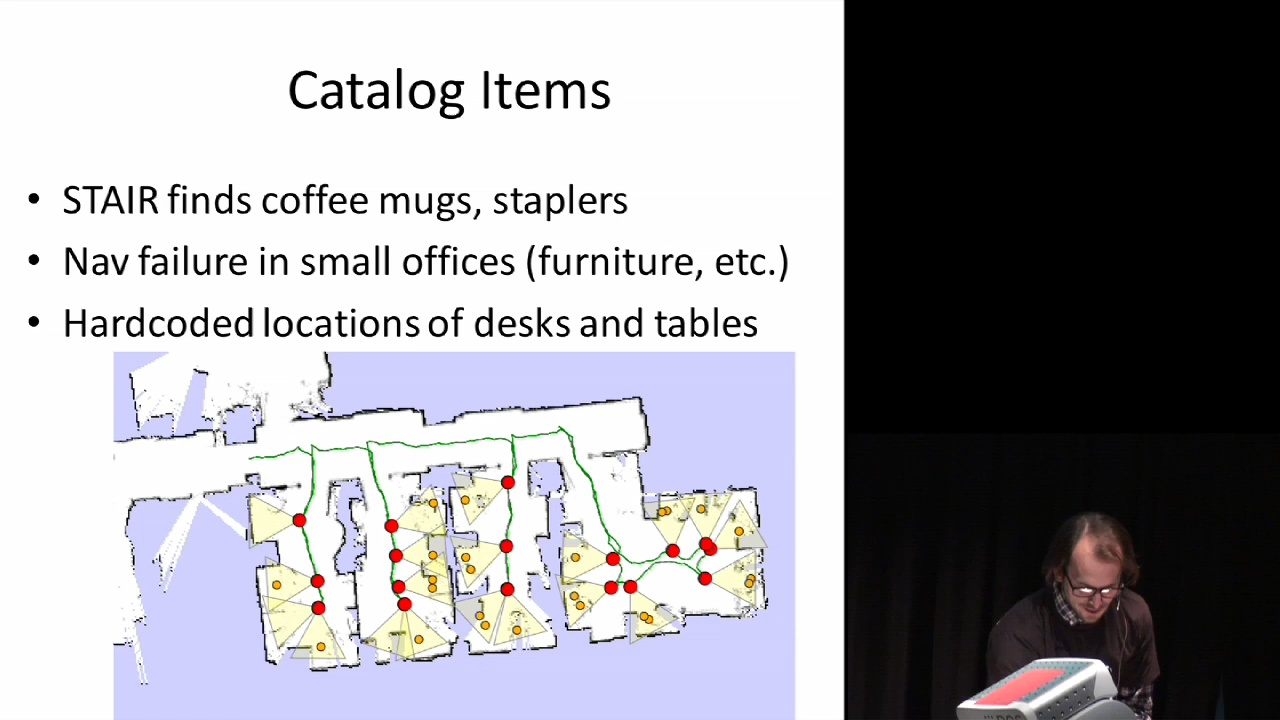 Catalog Items
• STAIR finds coffee mugs, staplers
• Nav failure in small offices (furniture, etc.)
• Hardcoded locations of desks and tables